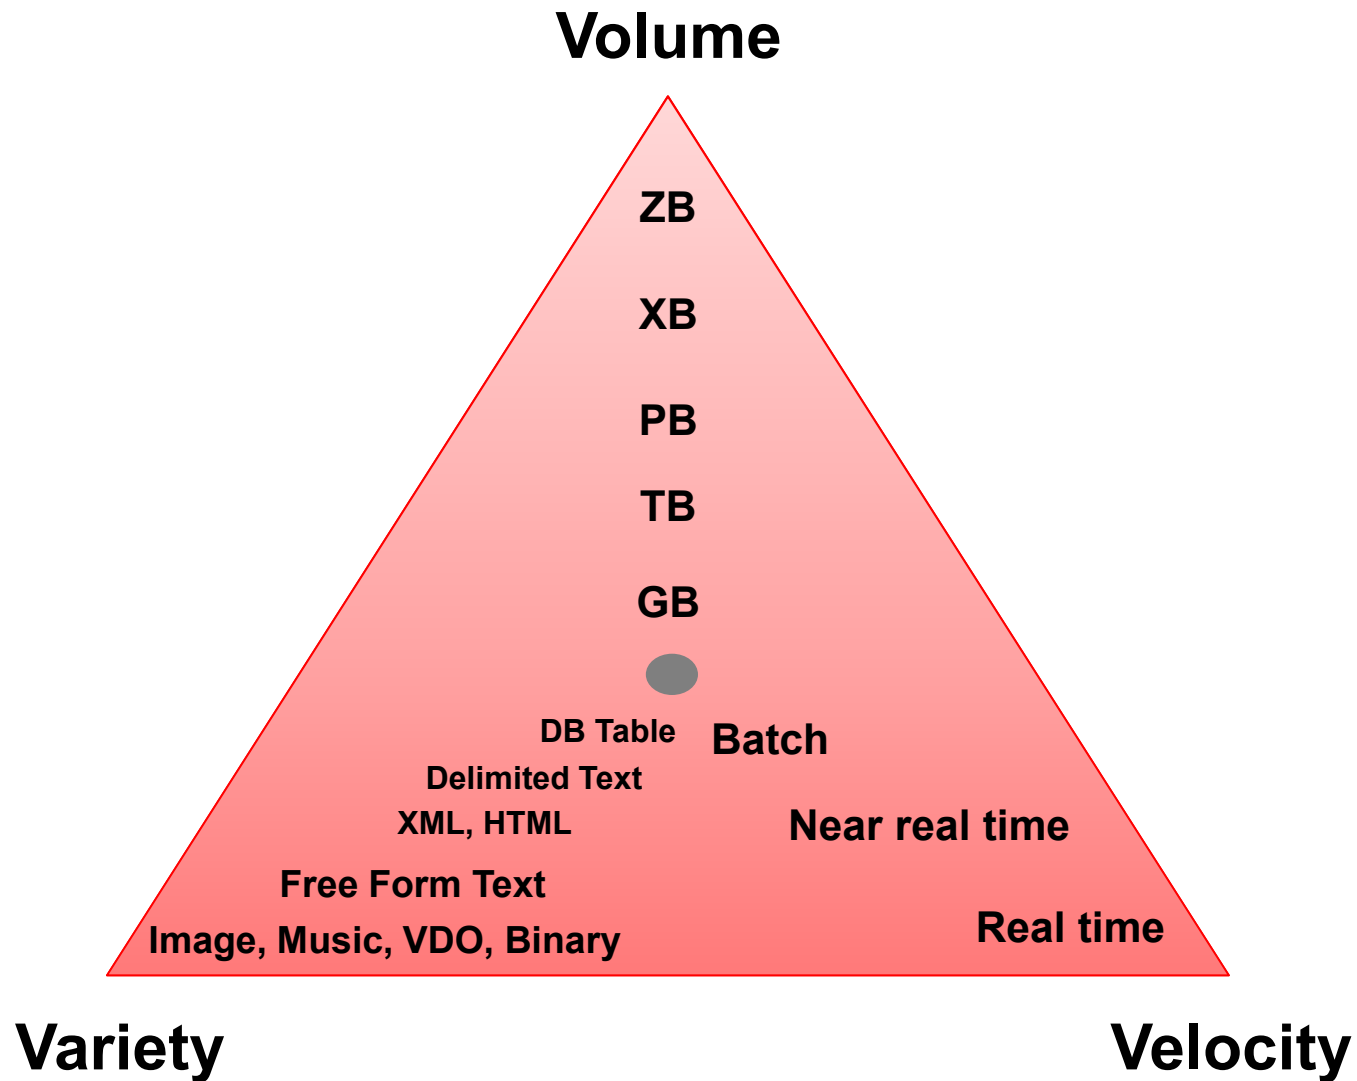 Volume
ZB
XB
PB
TB
GB
DB Table
Batch
Delimited Text
XML, HTML
Near real time
Free Form Text
Real time
Image, Music, VDO, Binary
Variety
Velocity